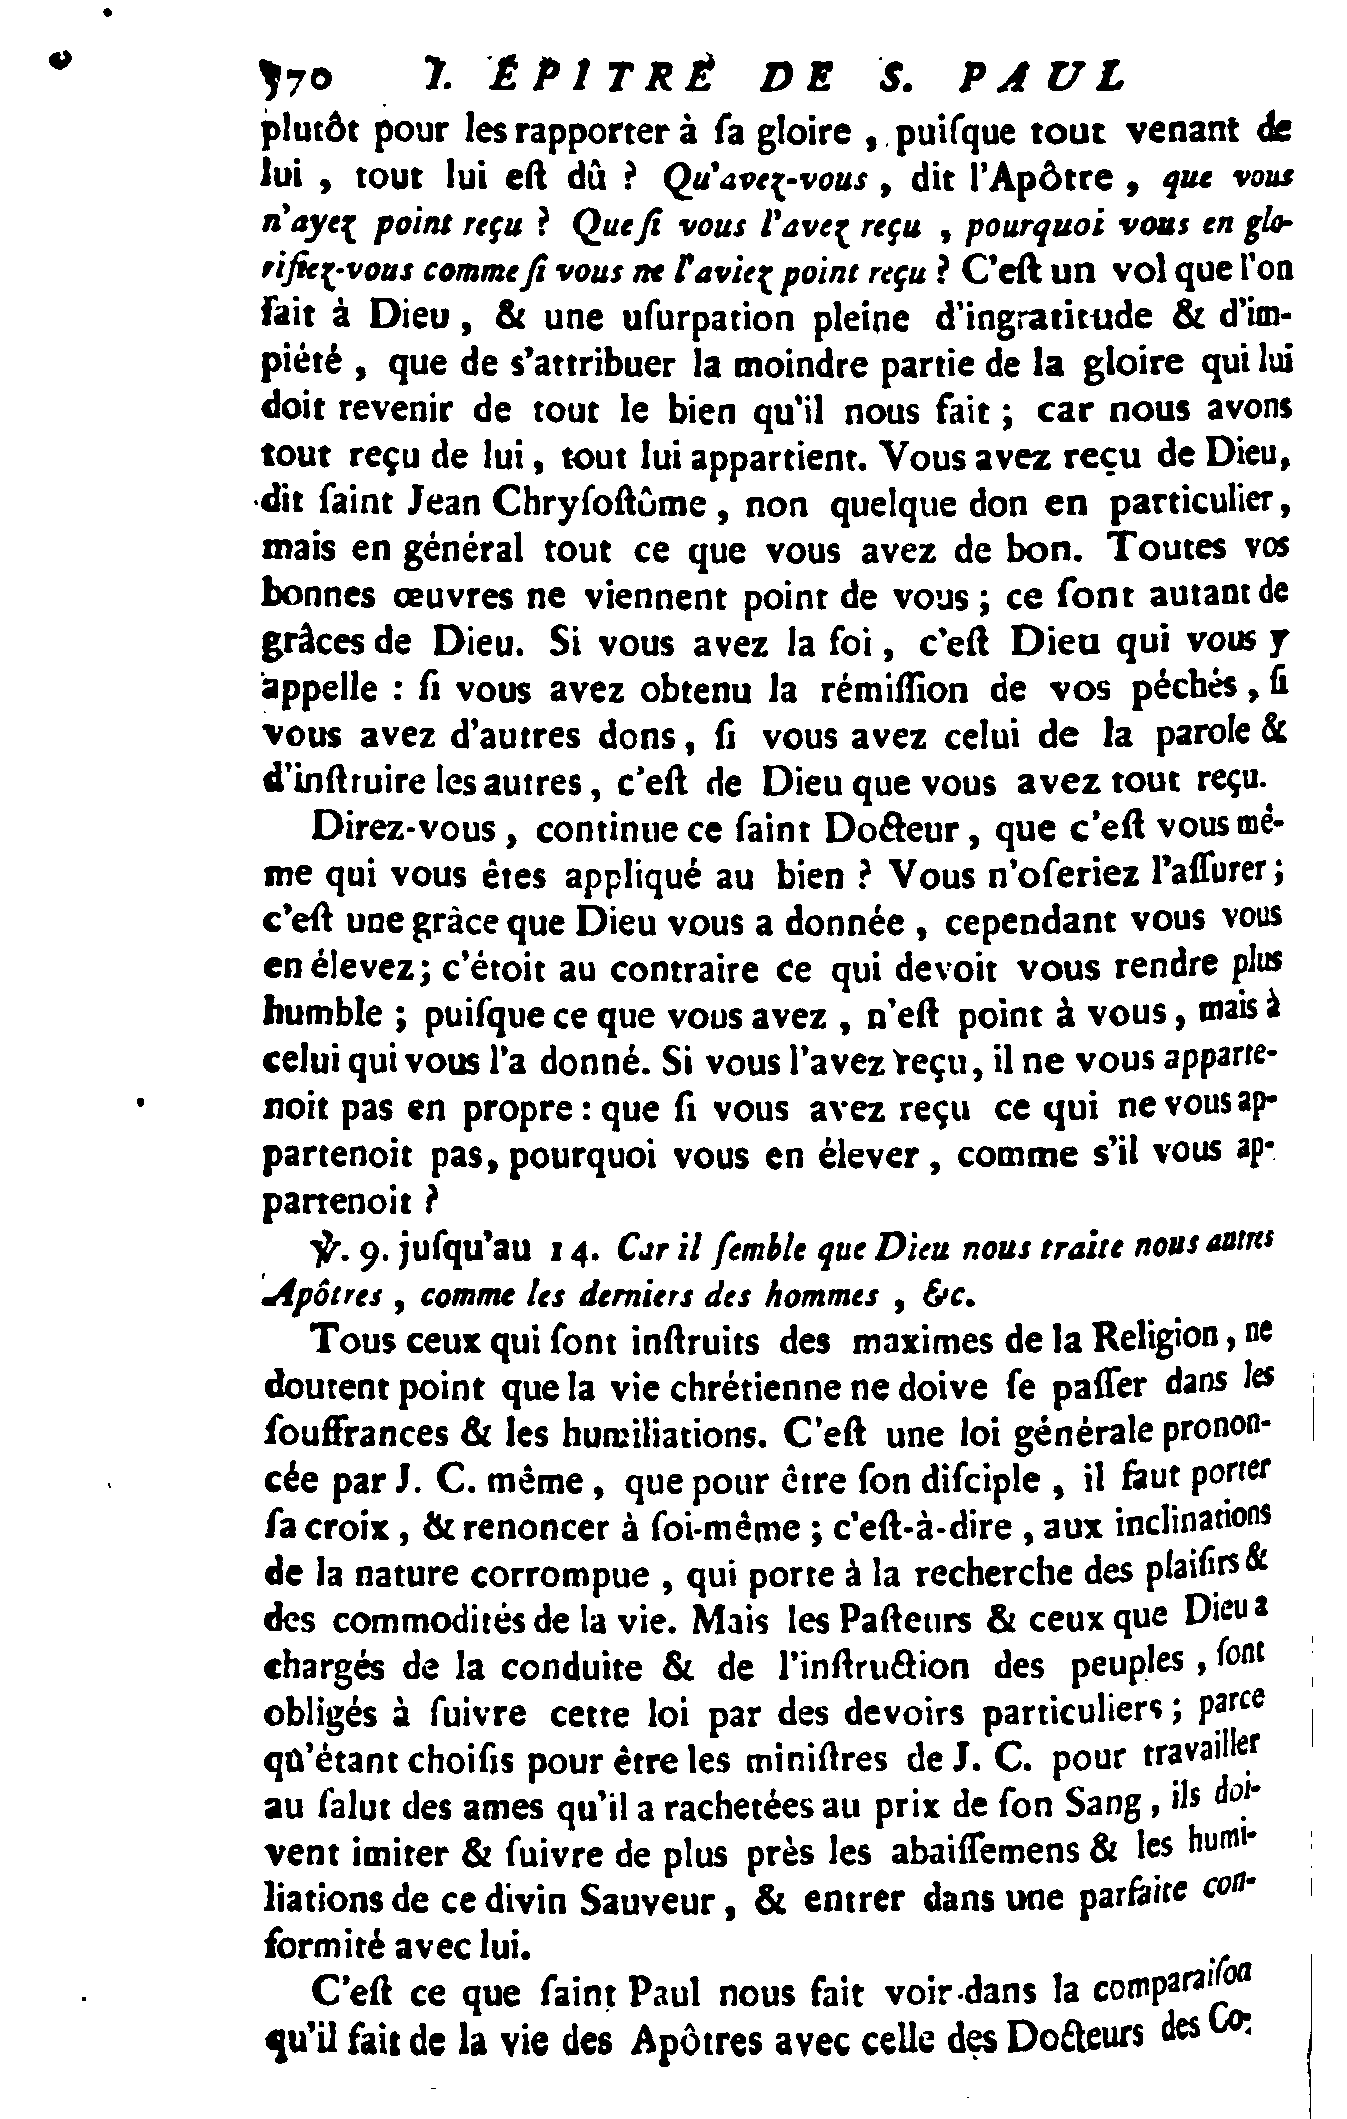 570 I. ÉPITRE DE S. PAUL
plutôt pour les rapporter à ſa gloire, puiſque tout venant de
lui, tout lui eſt dû ? Qu'avez-vous, dit l'Apôtre, que vous
n'ayez point reçu ? Que ſi vous l'avez reçu, pourquoi vous en glo-
rifiez-vous comme ſi vous ne l'aviez point reçu ? C'eſt un vol que l'on
fait à Dieu, & une uſurpation pleine d'ingratitude & d'im-
piété, que de s'attribuer la moindre partie de la gloire qui lui
doit revenir de tout le bien qu'il nous fait ; car nous avons
tout reçu de lui, tout lui appartient. Vous avez reçu de Dieu,
dit ſaint Jean Chryſoſtûme, non quelque don en particulier,
mais en général tout ce que vous avez de bon. Toutes vos
bonnes œuvres ne viennent point de vous ; ce ſont autant de
grâces de Dieu. Si vous avez la foi, c'eſt Dieu qui vous y
appelle : ſi vous avez obtenu la rémiſſion de vos péchés, ſi
vous avez d'autres dons, ſi vous avez celui de la parole &
d'inſtruire les autres, c'eſt de Dieu que vous avez tout reçu.
Direz-vous, continue ce ſaint Docteur, que c'eſt vous mê-
me qui vous êtes appliqué au bien ? Vous n'oſeriez l'aſſurer ;
c'eſt une grâce que Dieu vous a donnée, cependant vous vous
en élevez ; c'étoit au contraire ce qui devoit vous rendre plus
humble ; puiſque ce que vous avez, n'eſt point à vous, mais à
celui qui vous l'a donné. Si vous l'avez reçu, il ne vous apparte-
noit pas en propre : que ſi vous avez reçu ce qui ne vous ap-
partenoit pas, pourquoi vous en élever, comme s'il vous ap-
partenoit ?
℣. 9. juſqu'au 14. Car il ſemble que Dieu nous traite nous autres
Apôtres, comme les derniers des hommes, &c.
Tous ceux qui ſont inſtruits des maximes de la Religion, ne
doutent point que la vie chrétienne ne doive ſe paſſer dans les
ſouffrances & les humiliations. C'eſt une loi générale pronon-
cée par J. C. même, que pour être ſon diſciple, il faut porter
ſa croix, & renoncer à ſoi-même ; c'eſt-à-dire, aux inclinations
de la nature corrompue, qui porte à la recherche des plaiſirs &
des commodités de la vie. Mais les Paſteurs & ceux que Dieu a
chargés de la conduite & de l'inſtruction des peuples, ſont
obligés à ſuivre cette loi par des devoirs particuliers ; parce
qu'étant choiſis pour être les miniſtres de J. C. pour travailler
au ſalut des ames qu'il a rachetées au prix de ſon Sang, ils doi-
vent imiter & ſuivre de plus près les abaiſſemens & les humi-
liations de ce divin Sauveur, & entrer dans une parfaite con-
formité avec lui.
C'eſt ce que ſaint Paul nous fait voir dans la comparaiſon
qu'il fait de la vie des Apôtres avec celle des Docteurs des Co-